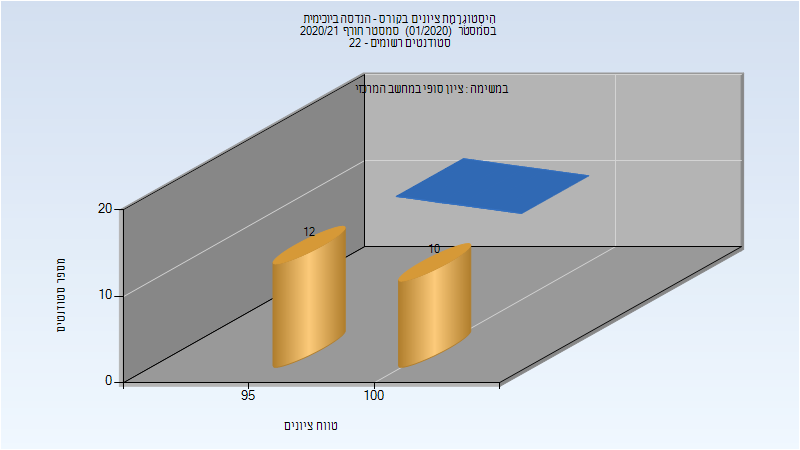 היסטוגרמת ציונים בקורס - הנדסה ביוכימית
בסמסטר (01/2020) סמסטר חורף 2020/21
סטודנטים רשומים - 22
במשימה : ציון סופי במחשב המרכזי
20
10
0
12
10
95
100
מספר סטודנטים
טווח ציונים